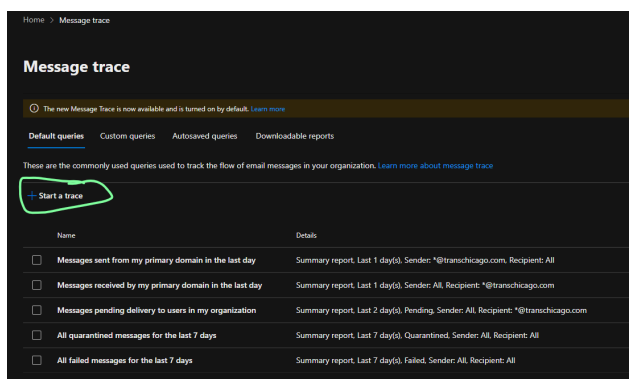 Home > Message trace
Message trace
The new Message Trace is now available and is turned on by default. Learn more
Default queries Custom queries Autosaved queries Downloadable reports
These are the commonly used queries used to track the flow of email messages in your organization. Learn more about message trace
+ Start a trace
Name Details
Messages sent from my primary domain in the last day Summary report, Last 1 day(s), Sender: *@transchicago.com, Recipient: All
Messages received by my primary domain in the last day Summary report, Last 1 day(s), Sender: All, Recipient: *@transchicago.com
Messages pending delivery to users in my organization Summary report, Last 2 day(s), Pending, Sender: All, Recipient: *@transchicago.com
All quarantined messages for the last 7 days Summary report, Last 7 day(s), Quarantined, Sender: All, Recipient: All
All failed messages for the last 7 days Summary report, Last 7 day(s), Failed, Sender: All, Recipient: All